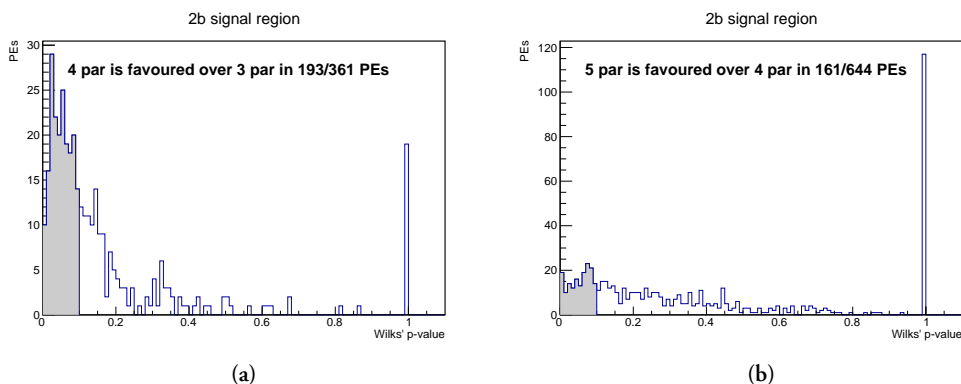 2b signal region
PEs
30
25
20
15
10
5
0
4 par is favoured over 3 par in 193/361 PEs
0 0.2 0.4 0.6 0.8 1
Wilks' p-value
(a)
2b signal region
PEs
120
100
80
60
40
20
0
5 par is favoured over 4 par in 161/644 PEs
0 0.2 0.4 0.6 0.8 1
Wilks' p-value
(b)